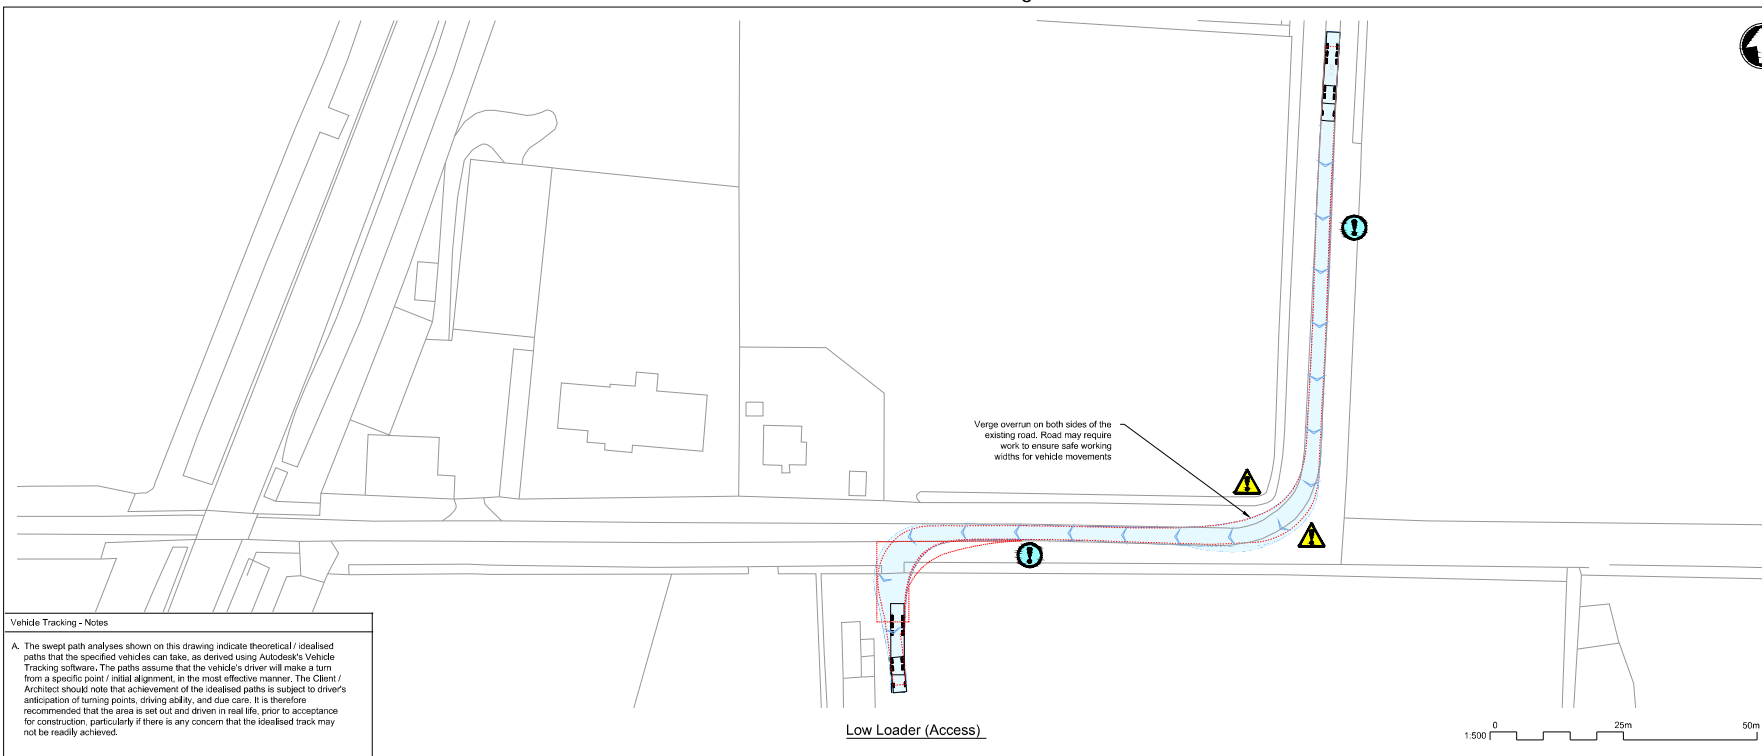 Verge overrun on both sides of the
existing road. Road may require
work to ensure safe working
widths for vehicle movements
Vehicle Tracking - Notes
A. The swept path analyses shown on this drawing indicate theoretical / idealised
paths that the specified vehicles can take, as derived using Autodesk's Vehicle
Tracking software. The paths assume that the vehicle's driver will make a turn
from a specific point / initial alignment, in the most effective manner. The Client /
Architect should note that achievement of the idealised paths is subject to driver's
anticipation of turning points, driving ability, and due care. It is therefore
recommended that the area is set out and driven in real life, prior to acceptance
for construction, particularly if there is any concern that the idealised track may
not be readily achieved.
Low Loader (Access)
0 25m 50m
1:500